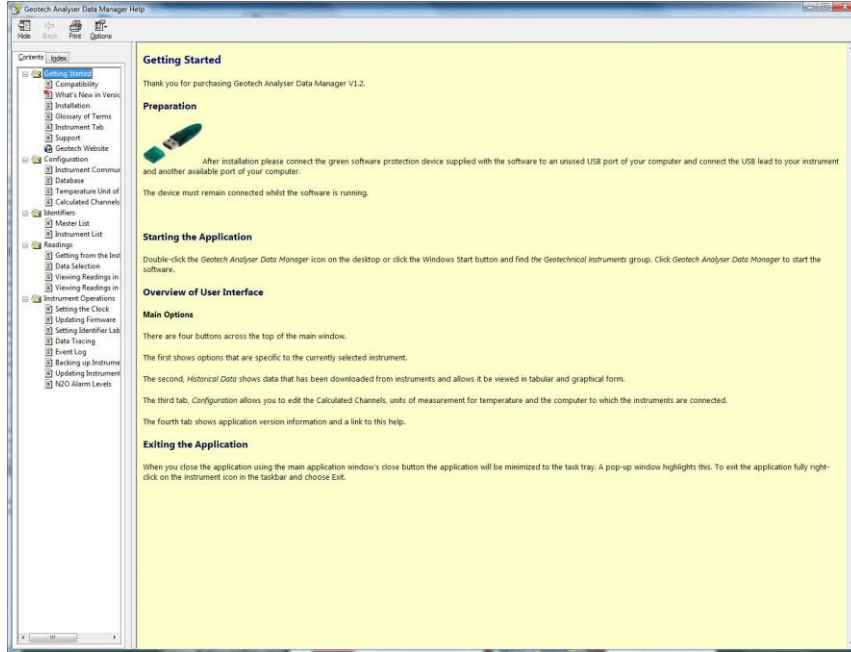 Geotech Analyser Data Manager Help
Hide Back Print Options
Contents Index
Getting Started
Compatibility
What's New in Versic
Installation
Glossary of Terms
Instrument Tab
Support
Geotech Website
Configuration
Instrument Commur
Database
Temperature Unit of
Calculated Channels
Identifiers
Master List
Instrument List
Readings
Getting from the Inst
Data Selection
Viewing Readings in
Viewing Readings in
Instrument Operations
Setting the Clock
Updating Firmware
Setting Identifier Lab
Data Tracing
Event Log
Backing up Instrume
Updating Instrument
N2O Alarm Levels
Getting Started
Thank you for purchasing Geotech Analyser Data Manager V1.2.
Preparation
After installation please connect the green software protection device supplied with the software to an unused USB port of your computer and connect the USB lead to your instrument
and another available port of your computer.
The device must remain connected whilst the software is running.
Starting the Application
Double-click the Geotech Analyser Data Manager icon on the desktop or click the Windows Start button and find the Geotechnical Instruments group. Click Geotech Analyser Data Manager to start the
software.
Overview of User Interface
Main Options
There are four buttons across the top of the main window.
The first shows options that are specific to the currently selected instrument.
The second, Historical Data shows data that has been downloaded from instruments and allows it be viewed in tabular and graphical form.
The third tab, Configuration allows you to edit the Calculated Channels, units of measurement for temperature and the computer to which the instruments are connected.
The fourth tab shows application version information and a link to this help.
Exiting the Application
When you close the application using the main application window's close button the application will be minimized to the task tray. A pop-up window highlights this. To exit the application fully right-
click on the instrument icon in the taskbar and choose Exit.